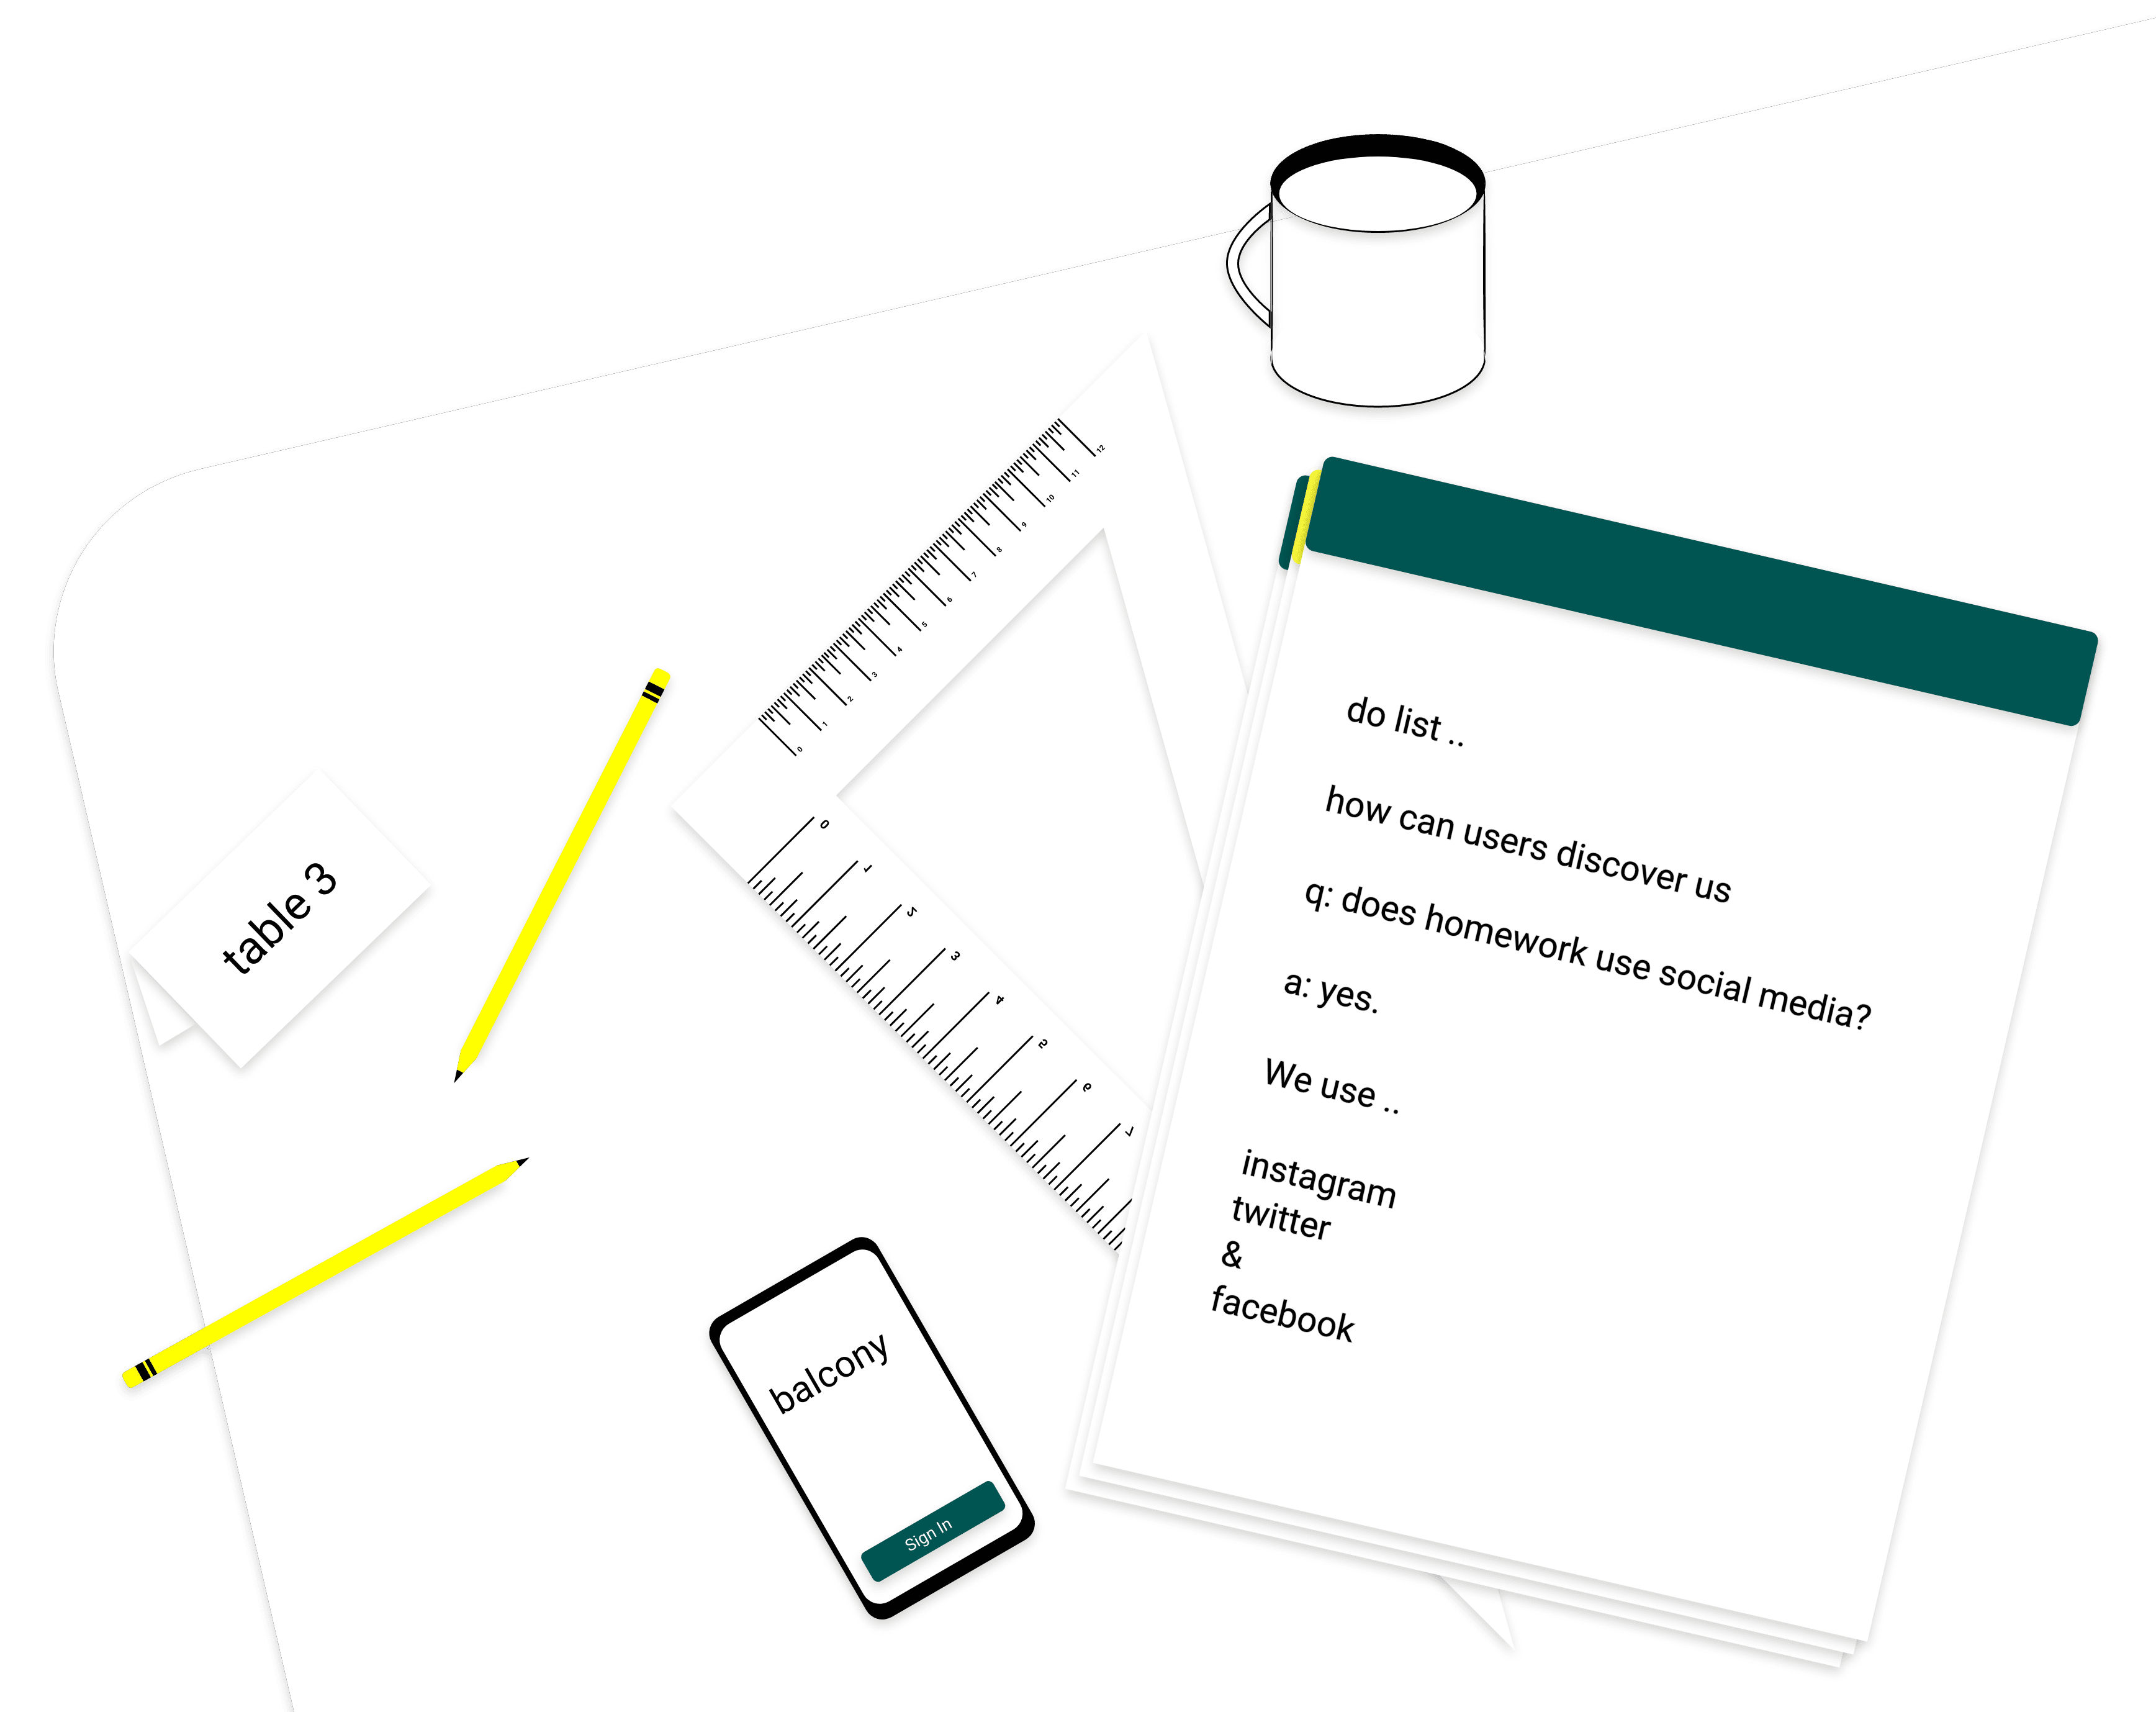 12
11
10
9
8
7
6
5
4
3
2
1
0
0
1
2
3
4
5
6
7
do list ..
how can users discover us
q: does homework use social media?
a: yes.
We use ..
instagram
twitter
&
facebook
table 3
balcony
Sign In